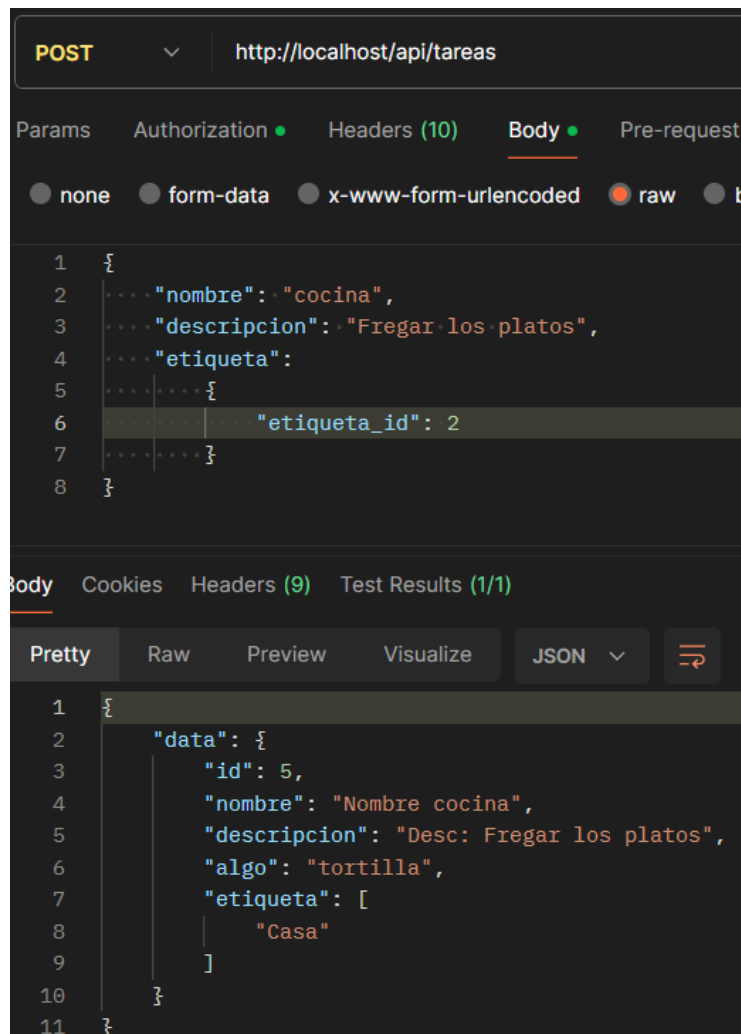 POST http://localhost/api/tareas
Params Authorization Headers (10) Body Pre-request
none form-data x-www-form-urlencoded raw b
1 {
2 "nombre": "cocina",
3 "descripcion": "Fregar los platos",
4 "etiqueta":
5 {
6 "etiqueta_id": 2
7 }
8 }
Body Cookies Headers (9) Test Results (1/1)
Pretty Raw Preview Visualize JSON
1 {
2 "data": {
3 "id": 5,
4 "nombre": "Nombre cocina",
5 "descripcion": "Desc: Fregar los platos",
6 "algo": "tortilla",
7 "etiqueta": [
8 "Casa"
9 ]
10 }
11 }